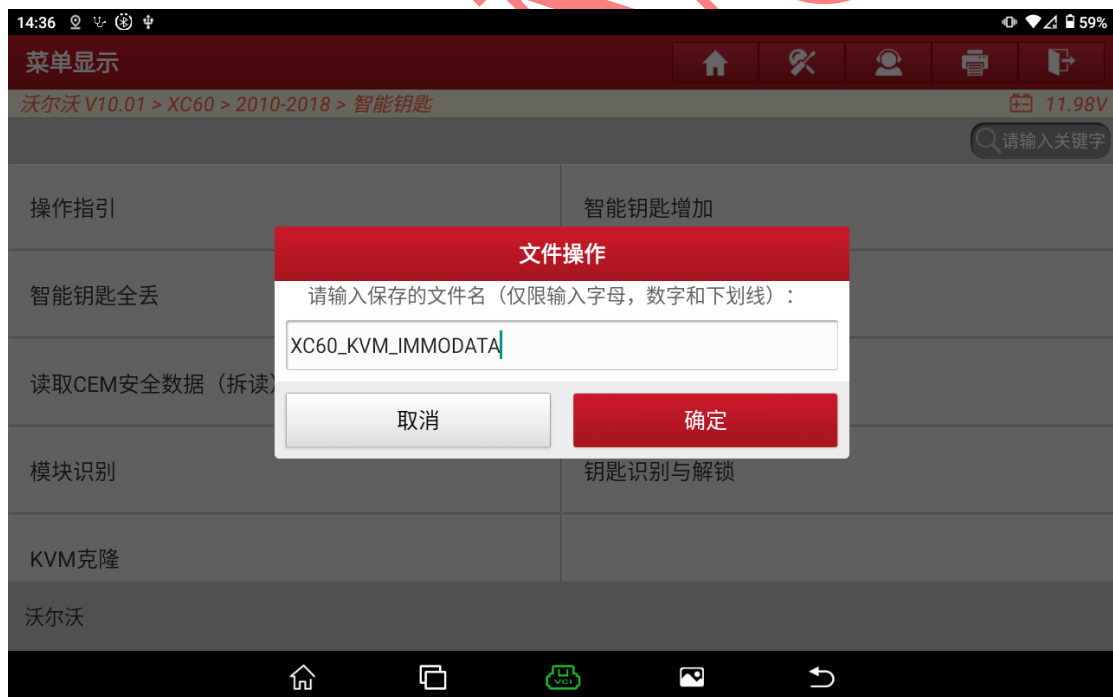 14:36 59%
菜单显示
沃尔沃 V10.01 > XC60 > 2010-2018 > 智能钥匙 11.98V
请输入关键字
操作指引 智能钥匙增加
文件操作
智能钥匙全丢 请输入保存的文件名（仅限输入字母，数字和下划线）：
XC60_KVM_IMMODATA
读取CEM安全数据（拆读）
取消 确定
模块识别 钥匙识别与解锁
KVM克隆
沃尔沃
VCI